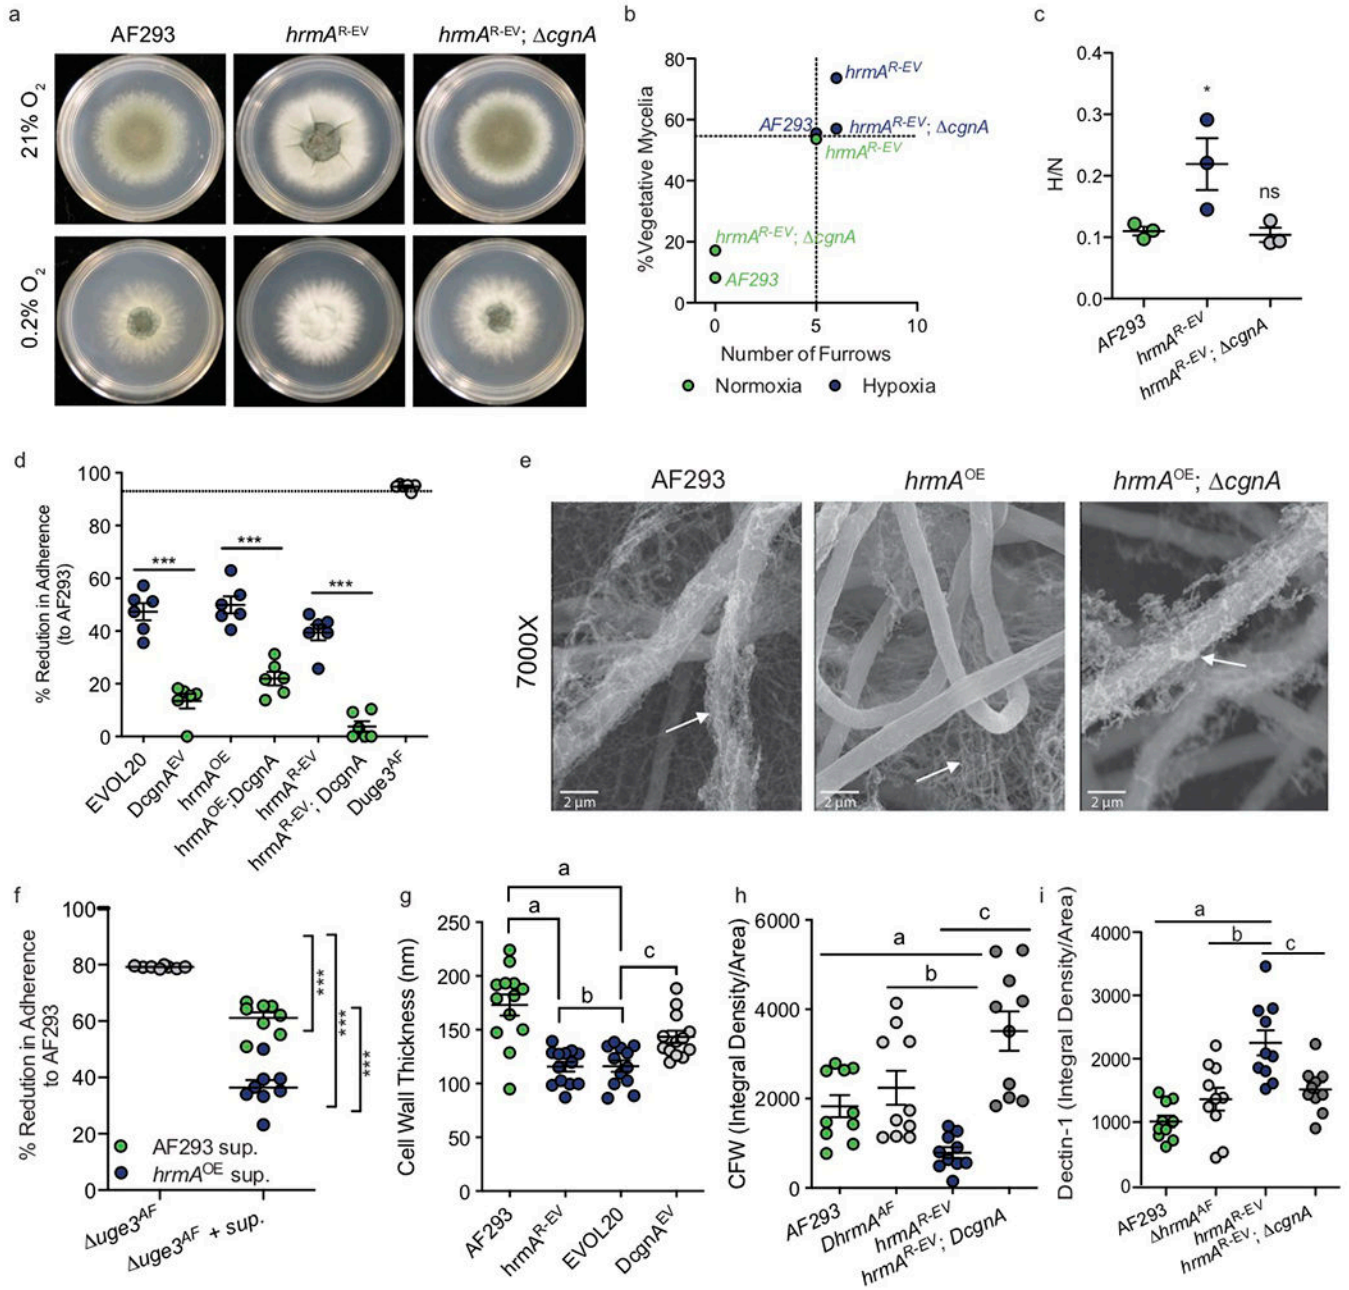 a
AF293
hrmA^R-EV
hrmA^R-EV; ΔcgnA
21% O2
0.2% O2
b
%Vegetative Mycelia
80
60
40
20
0
hrmA^R-EV
AF293
hrmA^R-EV; ΔcgnA
hrmA^R-EV
hrmA^R-EV; ΔcgnA
AF293
0
5
10
Number of Furrows
Normoxia
Hypoxia
c
H/N
0.4
0.3
0.2
0.1
0.0
*
ns
AF293
hrmA^R-EV
hrmA^R-EV; ΔcgnA
d
% Redution in Adherence
(to AF293)
100
80
60
40
20
0
***
***
***
EVOL20
DcgnA^EV
hrmA^OE
hrmA^OE;DcgnA
hrmA^R-EV
hrmA^R-EV; DcgnA
Duge3^AF
e
AF293
hrmA^OE
hrmA^OE; ΔcgnA
7000X
2 µm
2 µm
2 µm
f
% Redution in Adherence
to AF293
100
80
60
40
20
0
***
***
***
AF293 sup.
hrmA^OE sup.
Δuge3^AF
Δuge3^AF + sup.
g
Cell Wall Thickness (nm)
250
200
150
100
50
0
a
a
b
c
AF293
hrmA^R-EV
EVOL20
DcgnA^EV
h
CFW (Integral Density/Area)
6000
4000
2000
0
c
a
b
AF293
DhrmA^AF
hrmA^R-EV
hrmA^R-EV; DcgnA
i
Dectin-1 (Integral Density/Area)
4000
3000
2000
1000
0
a
b
c
AF293
ΔhrmA^AF
hrmA^R-EV
hrmA^R-EV; ΔcgnA